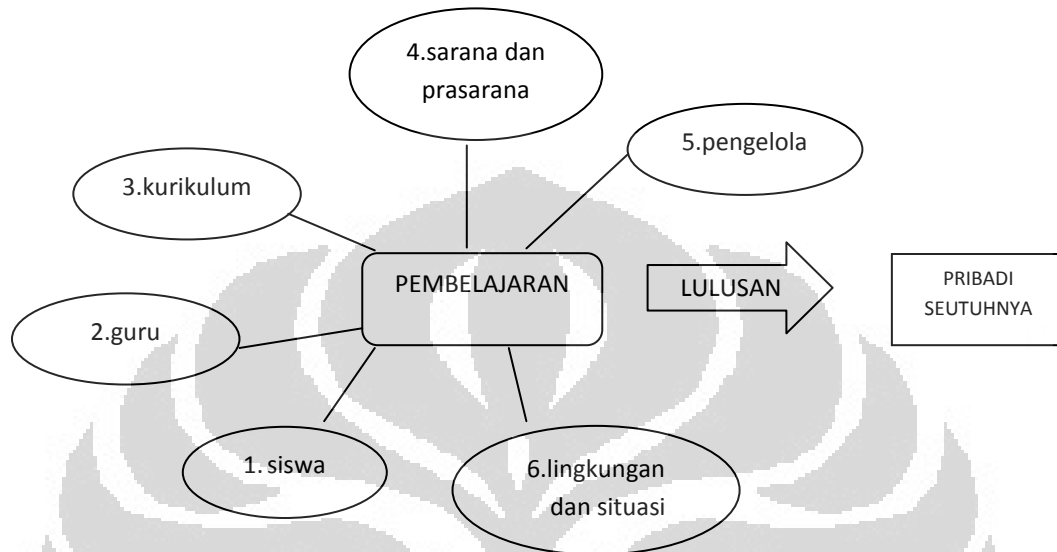 4.sarana dan
prasarana
5.pengelola
3.kurikulum
PEMBELAJARAN
LULUSAN
PRIBADI
SEUTUHNYA
2.guru
1. siswa
6.lingkungan
dan situasi